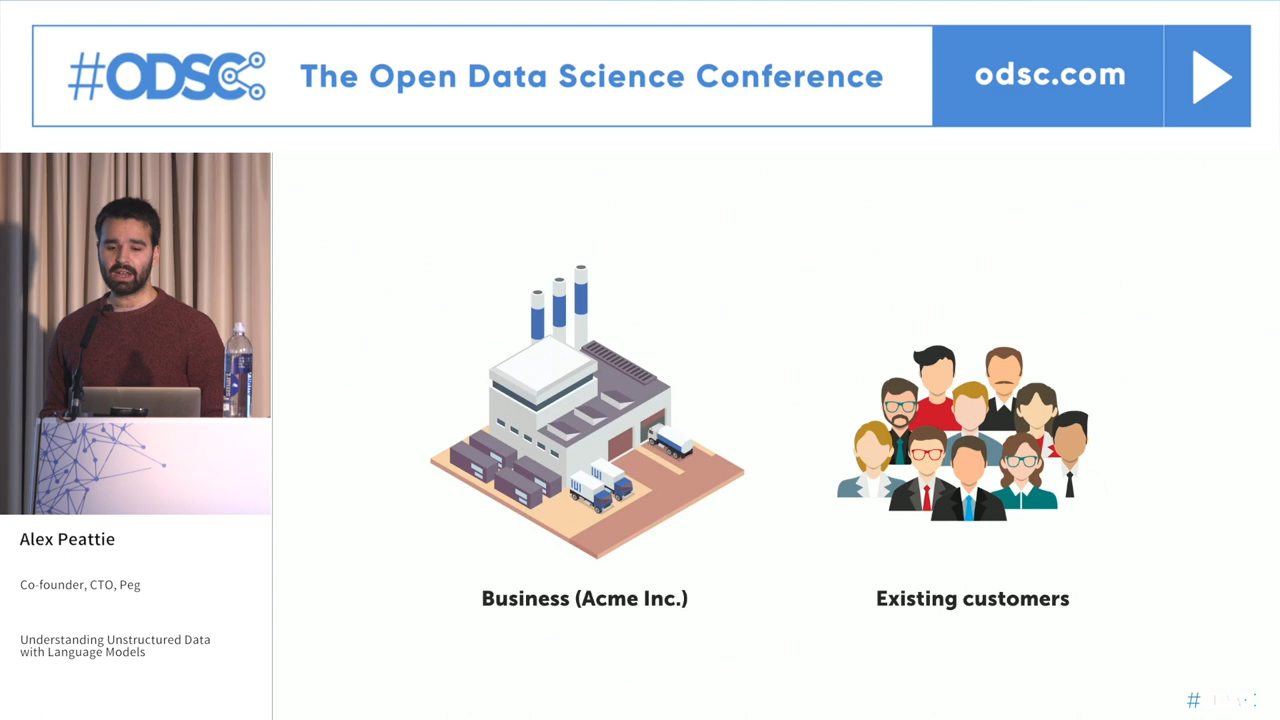 #ODSC
The Open Data Science Conference
odsc.com
Alex Peattie
Co-founder, CTO, Peg
Understanding Unstructured Data
with Language Models
Business (Acme Inc.)
Existing customers
#